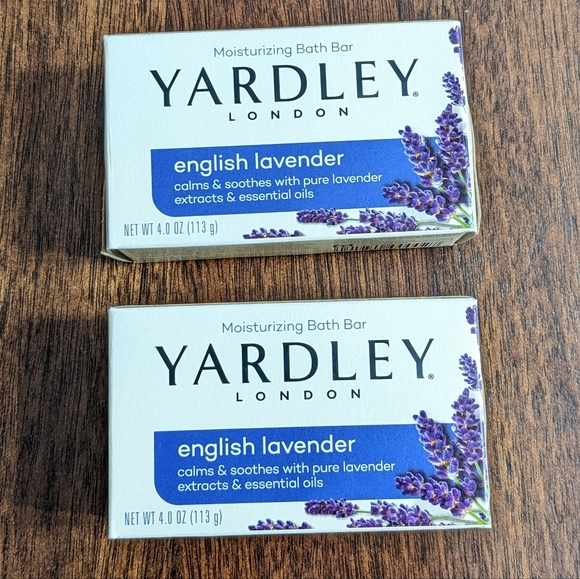 Moisturizing Bath Bar
YARDLEY®
LONDON
english lavender
calms & soothes with pure lavender
extracts & essential oils
NET WT 4.0 OZ (113 g)
Moisturizing Bath Bar
YARDLEY®
LONDON
english lavender
calms & soothes with pure lavender
extracts & essential oils
NET WT 4.0 OZ (113 g)